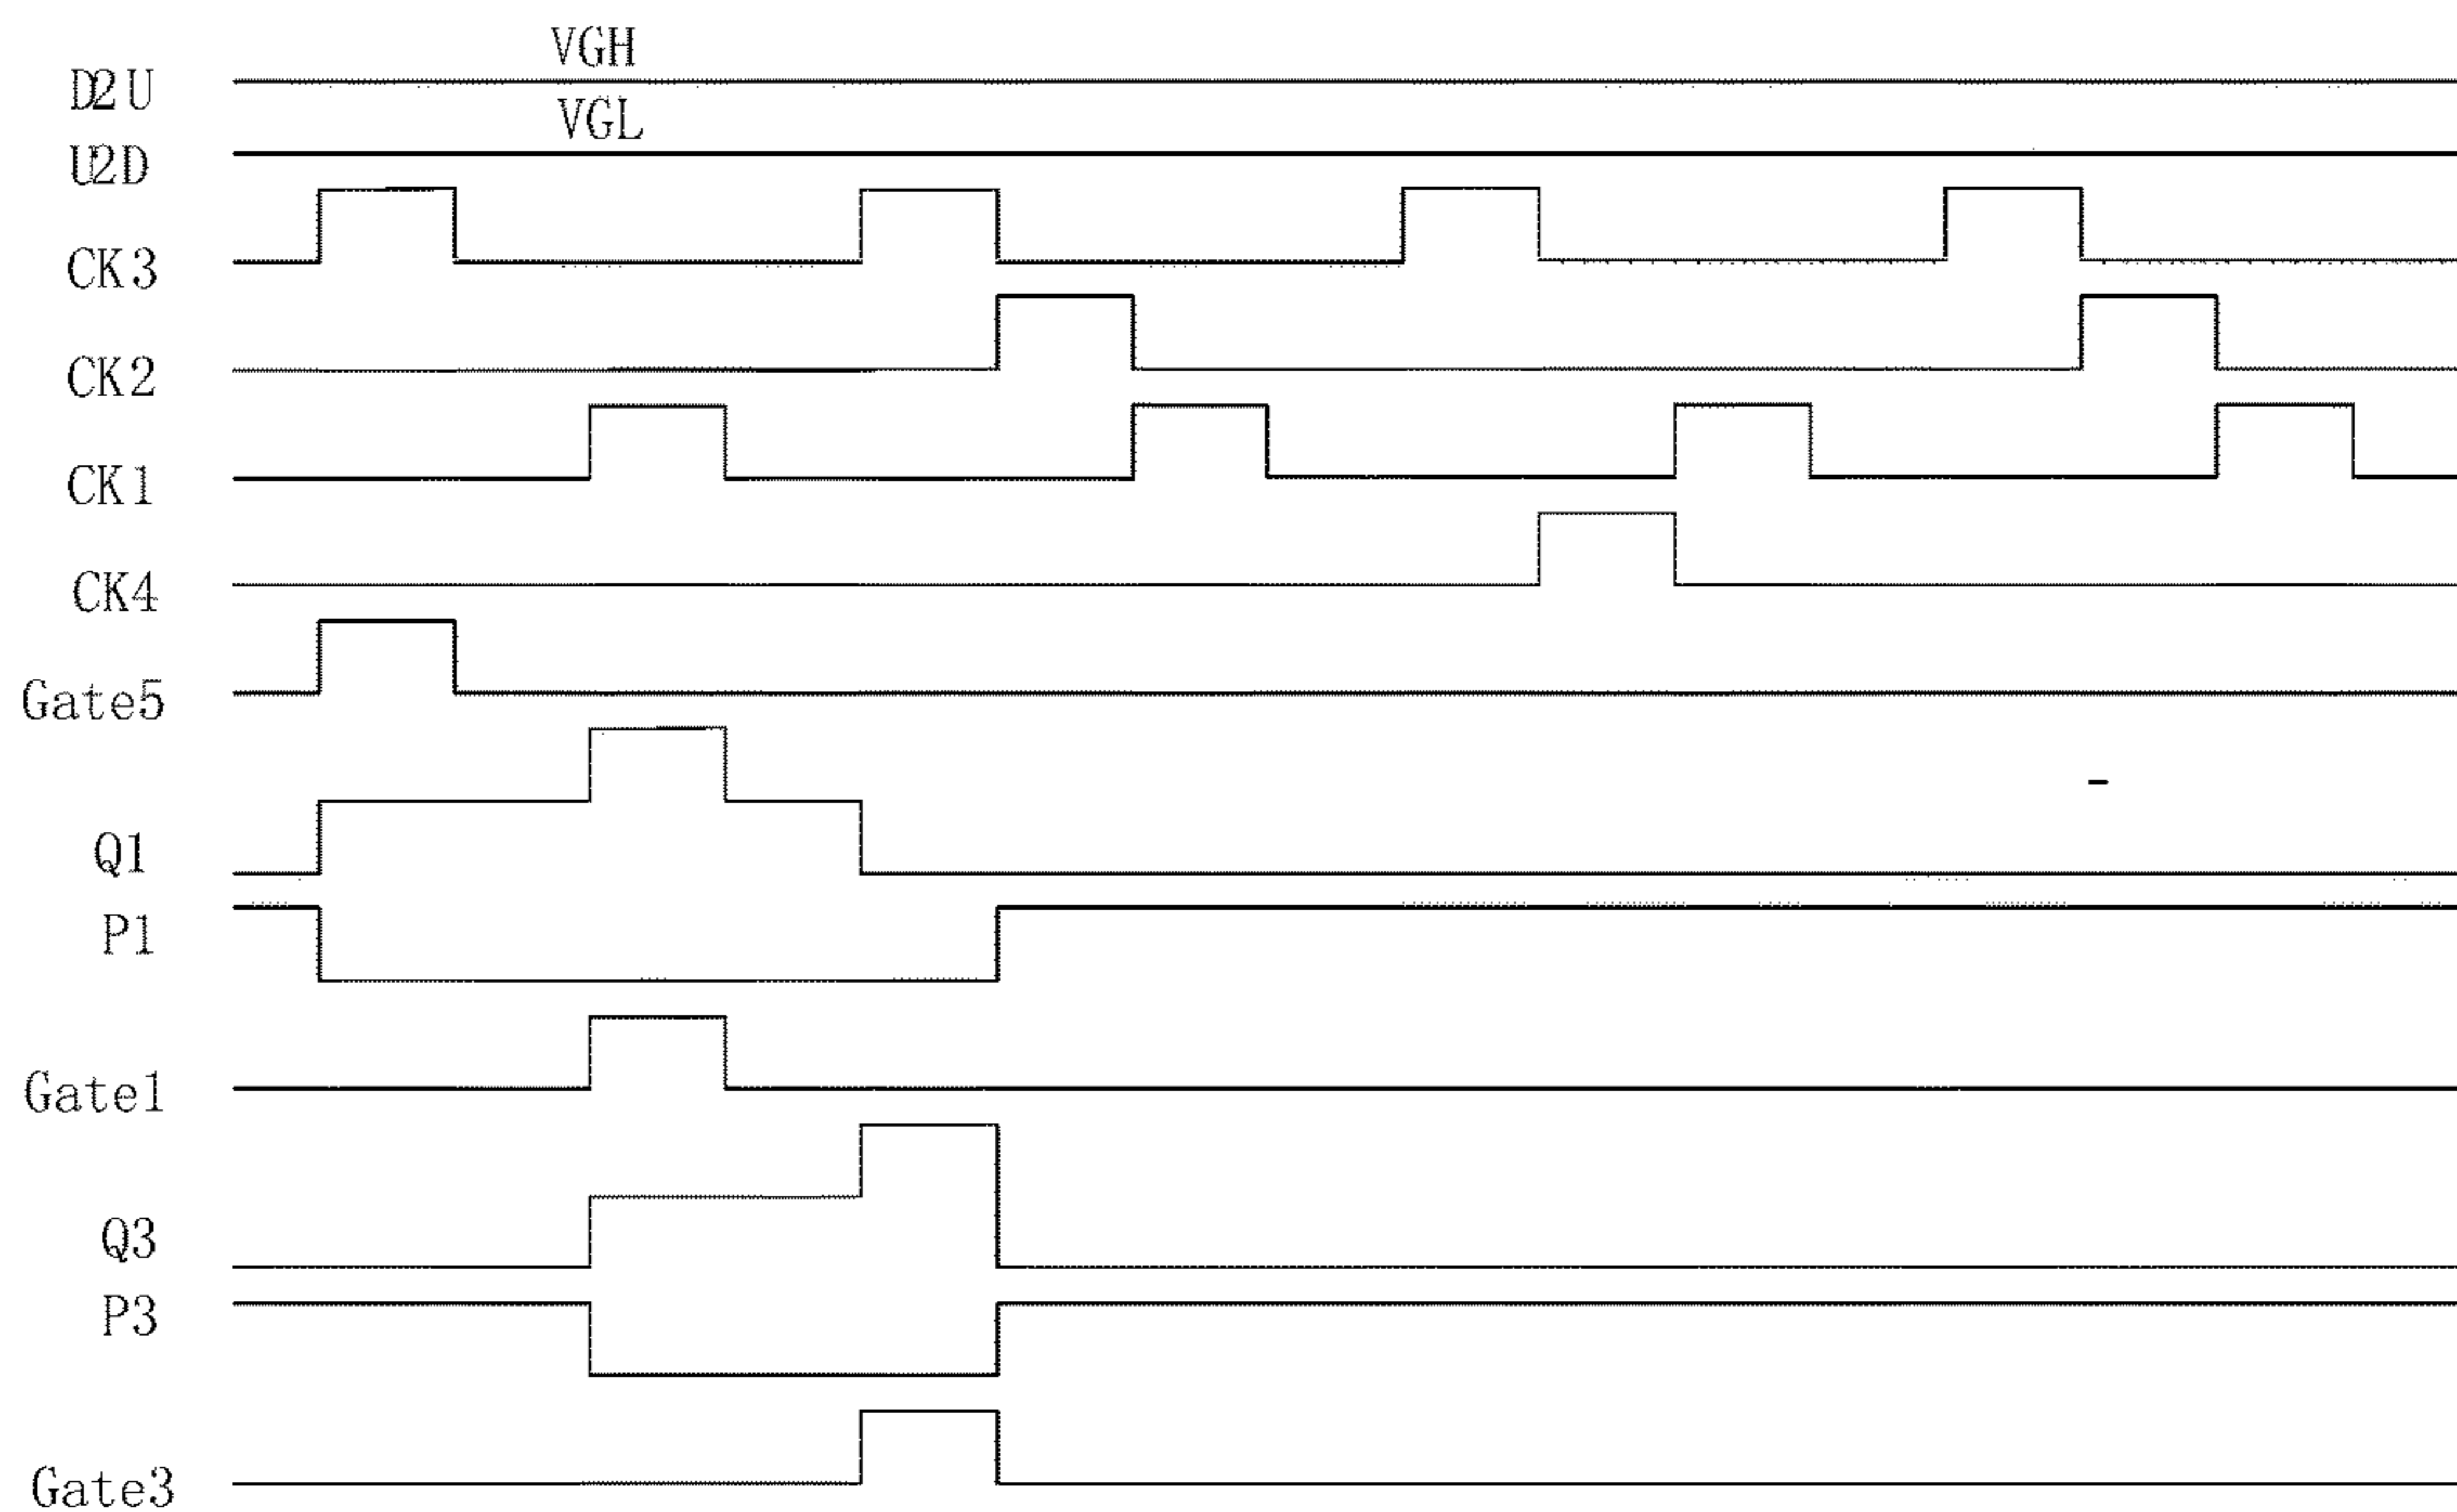 VGH
D2U
VGL
U2D
CK3
CK2
CK1
CK4
Gate5
Q1
P1
Gate1
Q3
P3
Gate3